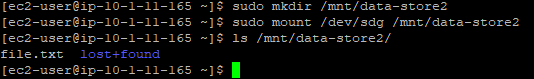 [ec2-user@ip-10-1-11-165 ~]$ sudo mkdir /mnt/data-store2
[ec2-user@ip-10-1-11-165 ~]$ sudo mount /dev/sdg /mnt/data-store2
[ec2-user@ip-10-1-11-165 ~]$ ls /mnt/data-store2/
file.txt  lost+found
[ec2-user@ip-10-1-11-165 ~]$